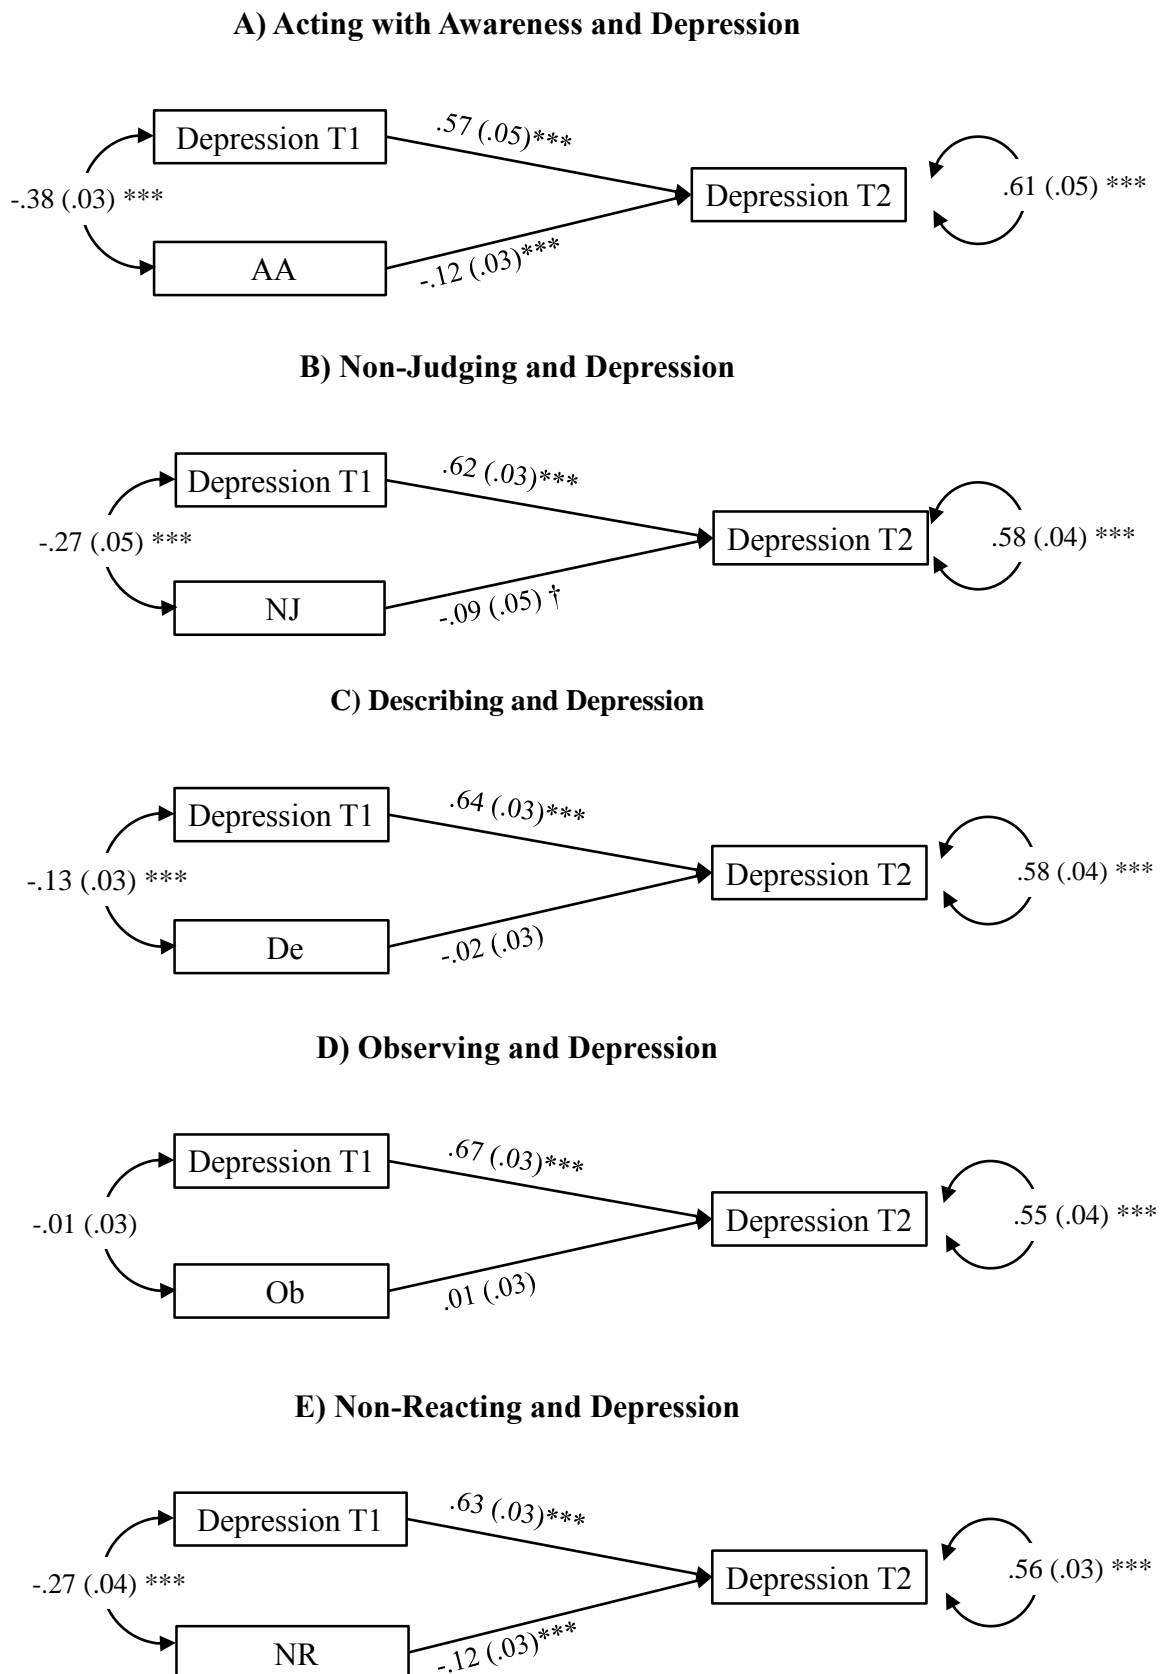 A) Acting with Awareness and Depression
Depression T1
.57 (.05)***
-.38 (.03) ***
Depression T2
.61 (.05) ***
AA
-.12 (.03)***
B) Non-Judging and Depression
Depression T1
.62 (.03)***
-.27 (.05) ***
Depression T2
.58 (.04) ***
NJ
-.09 (.05) †
C) Describing and Depression
Depression T1
.64 (.03)***
-.13 (.03) ***
Depression T2
.58 (.04) ***
De
-.02 (.03)
D) Observing and Depression
Depression T1
.67 (.03)***
-.01 (.03)
Depression T2
.55 (.04) ***
Ob
.01 (.03)
E) Non-Reacting and Depression
Depression T1
.63 (.03)***
-.27 (.04) ***
Depression T2
.56 (.03) ***
NR
-.12 (.03)***